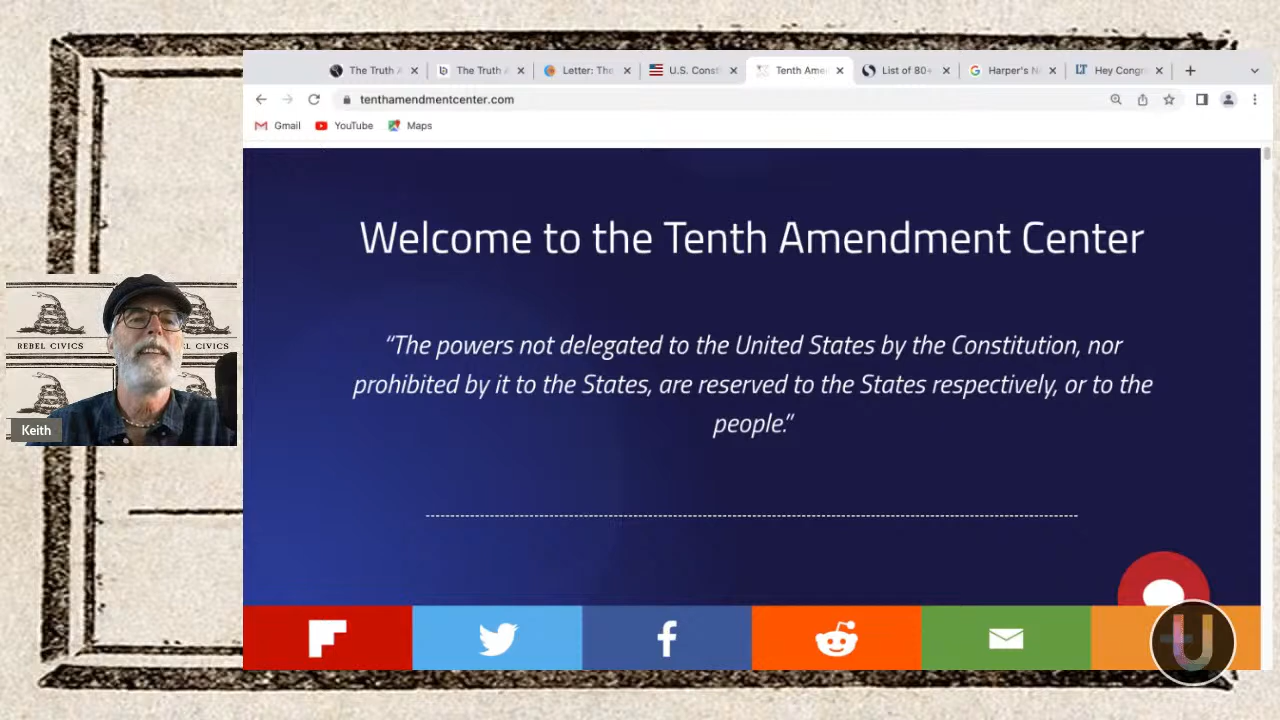 The Truth A
The Truth A
Letter: The
U.S. Const
Tenth Ame
List of 80+
Harper's N
LT
Hey Congr
tenthamendmentcenter.com
Gmail
YouTube
Maps
Welcome to the Tenth Amendment Center
“The powers not delegated to the United States by the Constitution, nor
prohibited by it to the States, are reserved to the States respectively, or to the
people.”
REBEL CIVICS
L CIVICS
Keith
U